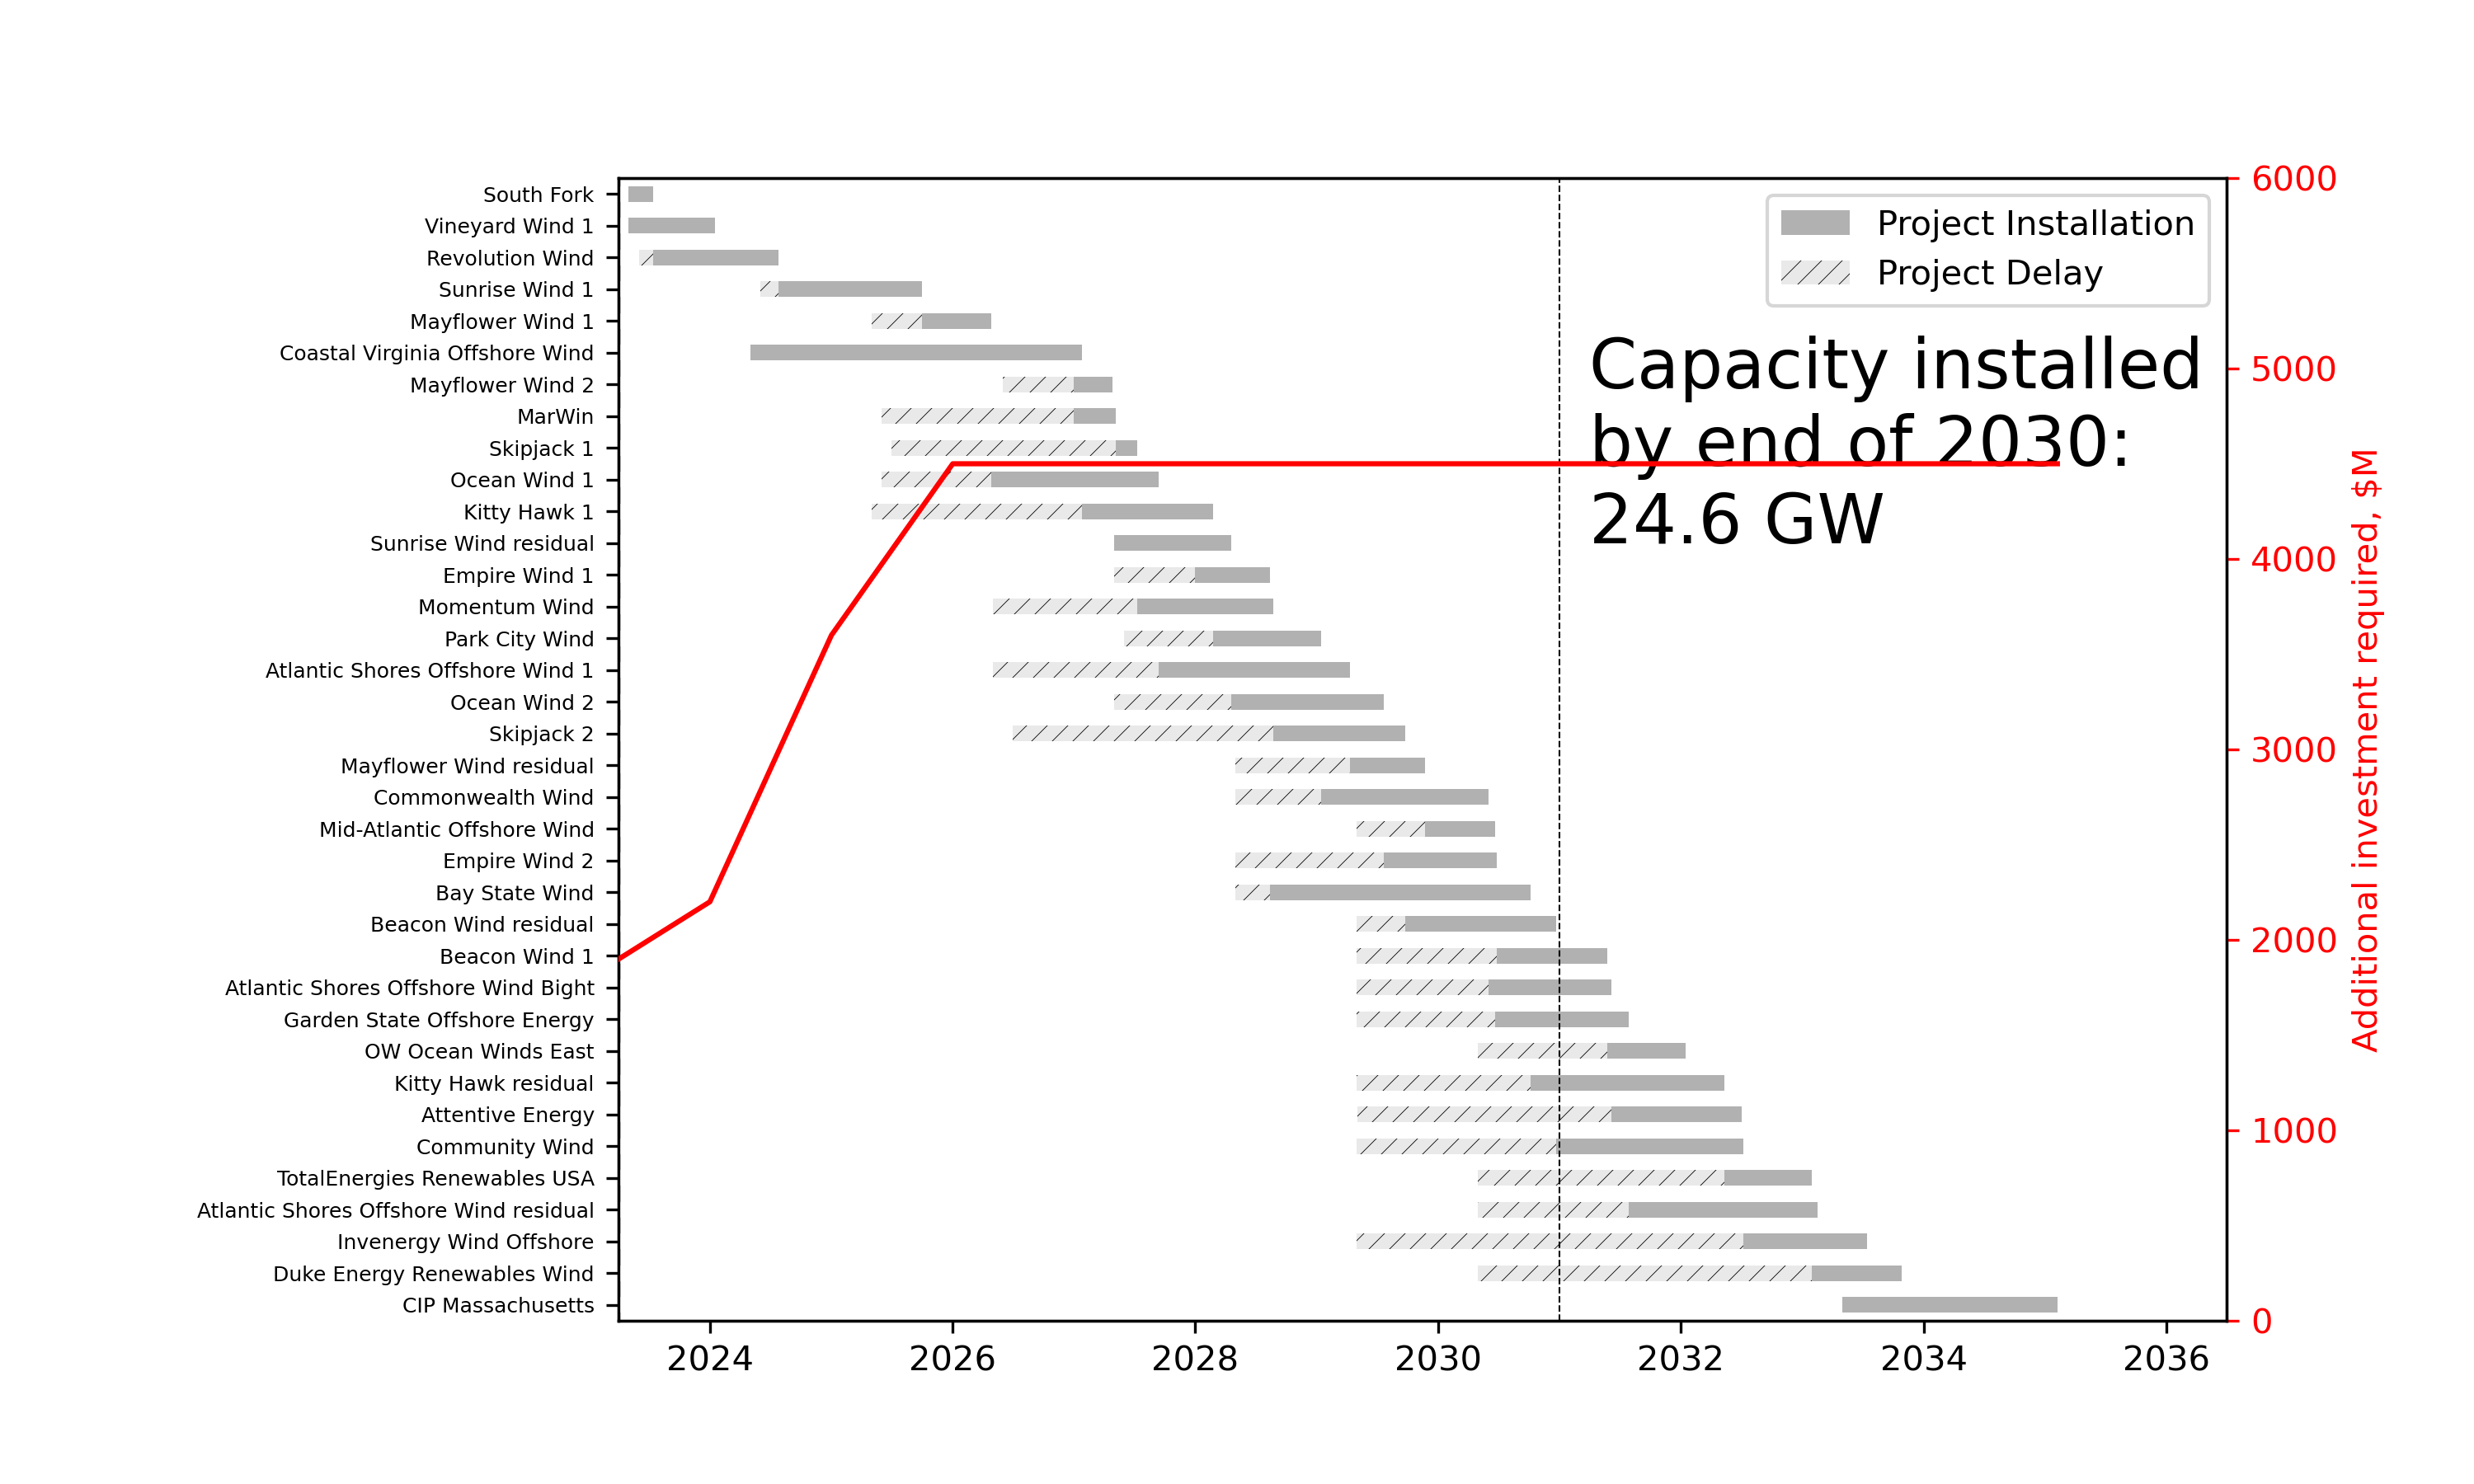 South Fork
Vineyard Wind 1
Revolution Wind
Sunrise Wind 1
Mayflower Wind 1
Coastal Virginia Offshore Wind
Mayflower Wind 2
MarWin
Skipjack 1
Ocean Wind 1
Kitty Hawk 1
Sunrise Wind residual
Empire Wind 1
Momentum Wind
Park City Wind
Atlantic Shores Offshore Wind 1
Ocean Wind 2
Skipjack 2
Mayflower Wind residual
Commonwealth Wind
Mid-Atlantic Offshore Wind
Empire Wind 2
Bay State Wind
Beacon Wind residual
Beacon Wind 1
Atlantic Shores Offshore Wind Bight
Garden State Offshore Energy
OW Ocean Winds East
Kitty Hawk residual
Attentive Energy
Community Wind
TotalEnergies Renewables USA
Atlantic Shores Offshore Wind residual
Invenergy Wind Offshore
Duke Energy Renewables Wind
CIP Massachusetts
Project Installation
Project Delay
Capacity installed
by end of 2030:
24.6 GW
6000
5000
4000
3000
2000
1000
0
Additional investment required, $M
2024 2026 2028 2030 2032 2034 2036